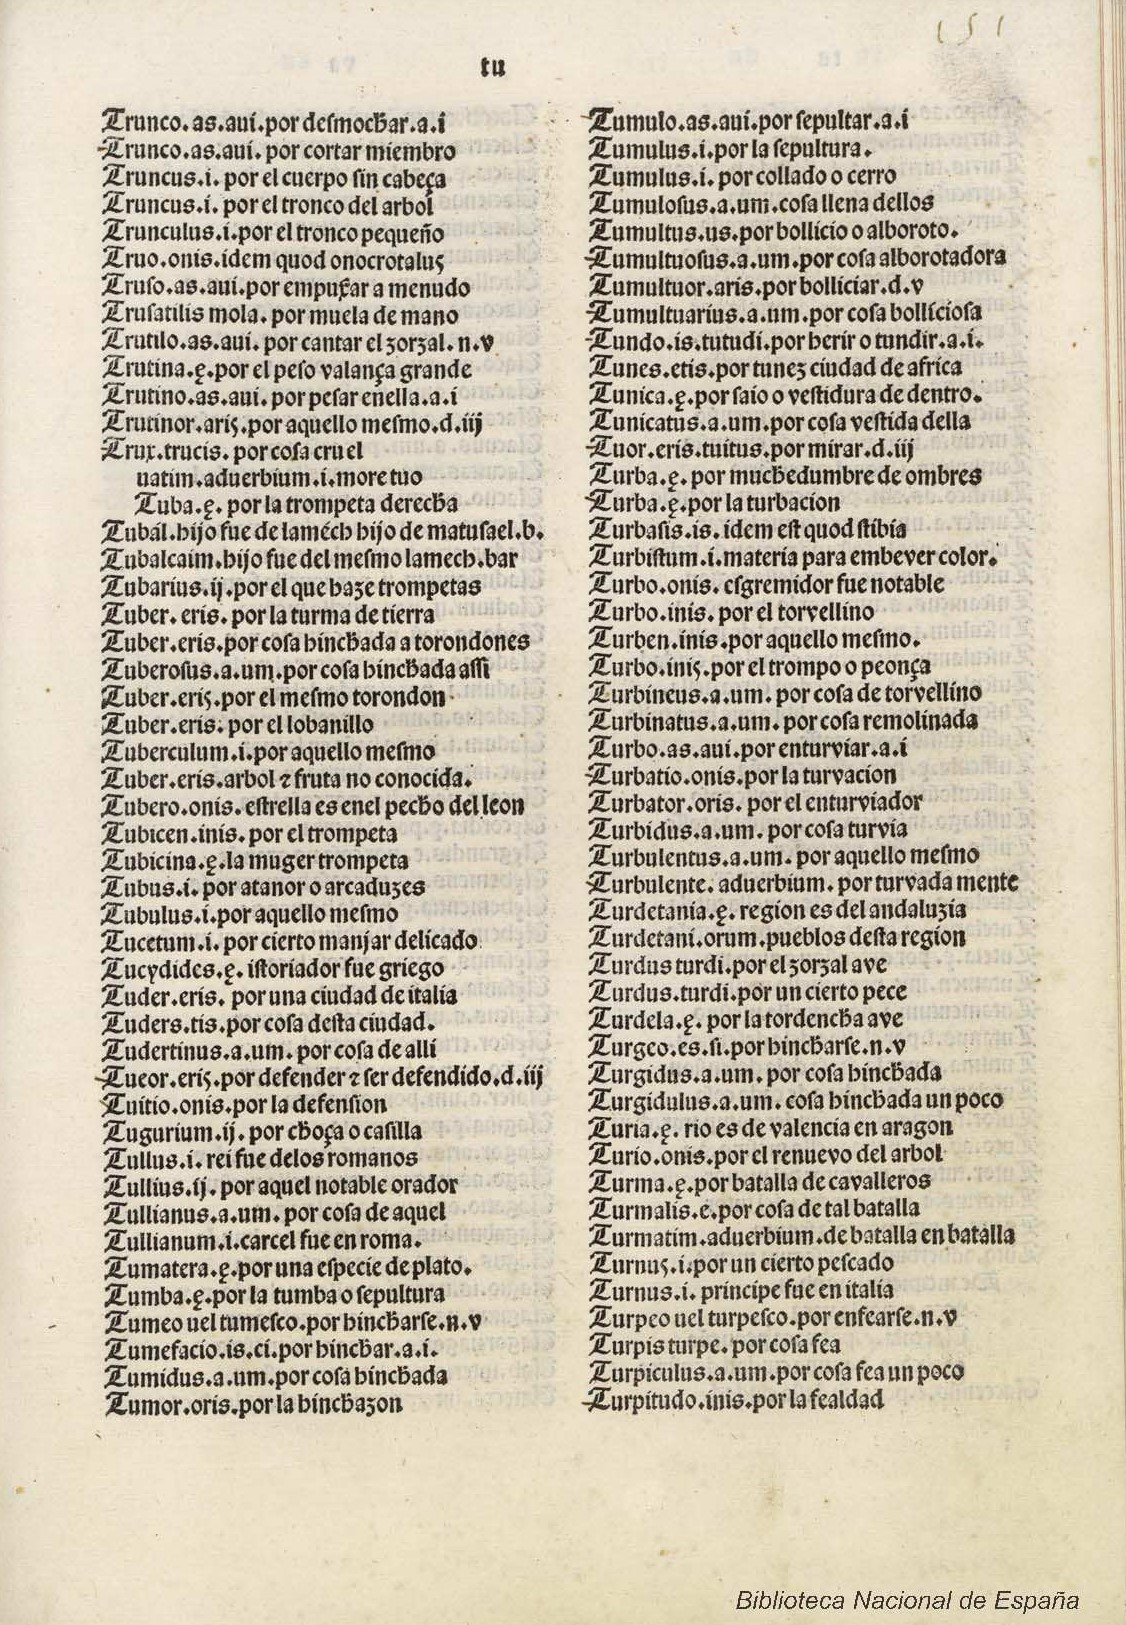 151
tu
Trunco.as.aui.por desmochar.a.i
Trunco.as.aui.por cortar miembro
Truncus.i.por el cuerpo sin cabeça
Truncus.i.por el tronco del arbol
Trunculus.i.por el tronco pequeño
Truo.onis.idem quod onocrotalus
Truso.as.aui.por empuxar a menudo
Trusatilis mola.por muela de mano
Trutilo.as.aui.por cantar el zorzal.n.v
Trutina.ę.por el peso valança grande
Trutino.as.aui.por pesar enella.a.i
Trutinor.aris.por aquello mesmo.d.iij
Trux.trucis.por cosa cruel
uatim.aduerbium.i.more tuo
Tuba.ę.por la trompeta derecha
Tubal.hijo fue de lamech hijo de matusael.b.
Tubalcaim.hijo fue del mesmo lamech.bar
Tubarius.ij.por el que haze trompetas
Tuber.eris.por la turma de tierra
Tuber.eris.por cosa hinchada a torondones
Tuberosus.a.um.por cosa hinchada assi
Tuber.eris.por el mesmo torondon
Tuber.eris.por el lobanillo
Tuberculum.i.por aquello mesmo
Tuber.eris.arbol ⁊ fruta no conocida.
Tubero.onis.estrella es enel pecho del leon
Tubicen.inis.por el trompeta
Tubicina.ę.la muger trompeta
Tubus.i.por atanor o arcaduzes
Tubulus.i.por aquello mesmo
Tucetum.i.por cierto manjar delicado
Tucydides.ę.istoriador fue griego
Tuder.eris.por una ciudad de italia
Tuders.tis.por cosa desta ciudad.
Tudertinus.a.um.por cosa de alli
Tueor.eris.por defender ⁊ ser defendido.d.iij
Tuitio.onis.por la defension
Tugurium.ij.por choça o casilla
Tullus.i.rei fue delos romanos
Tullius.ij.por aquel notable orador
Tullianus.a.um.por cosa de aquel
Tullianum.i.carcel fue en roma.
Tumatera.ę.por una especie de plato.
Tumba.ę.por la tumba o sepultura
Tumeo uel tumesco.por hincharse.n.v
Tumefacio.is.ci.por hinchar.a.i.
Tumidus.a.um.por cosa hinchada
Tumor.oris.por la hinchazon
Tumulo.as.aui.por sepultar.a.i
Tumulus.i.por la sepultura.
Tumulus.i.por collado o cerro
Tumulosus.a.um.cosa llena dellos
Tumultus.us.por bollicio o alboroto.
Tumultuosus.a.um.por cosa alborotadora
Tumultuor.aris.por bolliciar.d.v
Tumultuarius.a.um.por cosa bolliciosa
Tundo.is.tutudi.por herir o tundir.a.i.
Tunes.etis.por tunez ciudad de africa
Tunica.ę.por saio o vestidura de dentro.
Tunicatus.a.um.por cosa vestida della
Tuor.eris.tuitus.por mirar.d.iij
Turba.ę.por muchedumbre de ombres
Turba.ę.por la turbacion
Turbasis.is.idem est quod stibia
Turbistum.i.materia para embever color.
Turbo.onis.esgremidor fue notable
Turbo.inis.por el torvellino
Turben.inis.por aquello mesmo.
Turbo.inis.por el trompo o peonça
Turbineus.a.um.por cosa de torvellino
Turbinatus.a.um.por cosa remolinada
Turbo.as.aui.por enturviar.a.i
Turbatio.onis.por la turvacion
Turbator.oris.por el enturviador
Turbidus.a.um.por cosa turvia
Turbulentus.a.um.por aquello mesmo
Turbulente.aduerbium.por turvada mente
Turdetania.ę.region es del andaluzia
Turdetani.orum.pueblos desta region
Turdus turdi.por el zorzal ave
Turdus.turdi.por un cierto pece
Turdela.ę.por la tordencha ave
Turgeo.es.si.por hincharse.n.v
Turgidus.a.um.por cosa hinchada
Turgidulus.a.um.cosa hinchada un poco
Turia.ę.rio es de valencia en aragon
Turio.onis.por el renuevo del arbol
Turma.ę.por batalla de cavalleros
Turmalis.e.por cosa de tal batalla
Turmatim.aduerbium.de batalla en batalla
Turnus.i.por un cierto pescado
Turnus.i.principe fue en italia
Turpeo uel turpesco.por enfearse.n.v
Turpis turpe.por cosa fea
Turpiculus.a.um.por cosa fea un poco
Turpitudo.inis.por la fealdad
Biblioteca Nacional de España